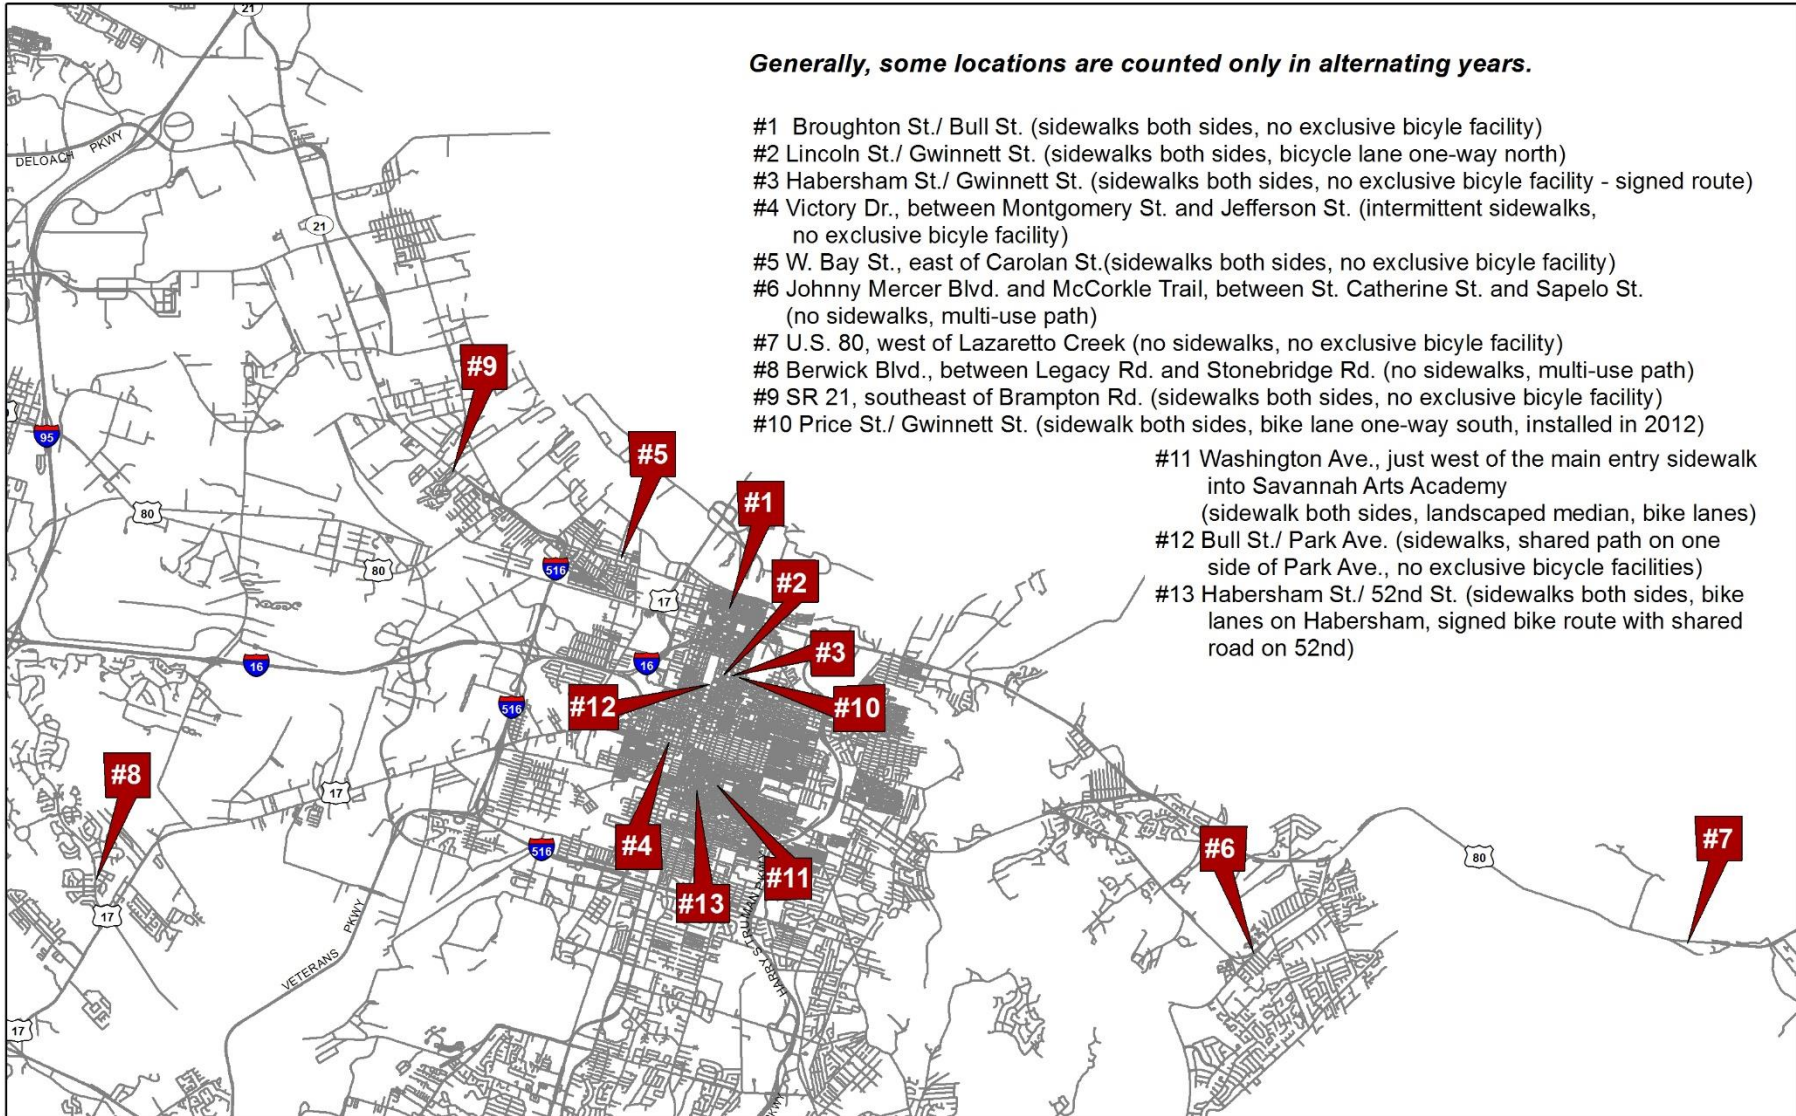 Generally, some locations are counted only in alternating years.
#1 Broughton St./ Bull St. (sidewalks both sides, no exclusive bicyle facility)
#2 Lincoln St./ Gwinnett St. (sidewalks both sides, bicycle lane one-way north)
#3 Habersham St./ Gwinnett St. (sidewalks both sides, no exclusive bicyle facility - signed route)
#4 Victory Dr., between Montgomery St. and Jefferson St. (intermittent sidewalks,
no exclusive bicyle facility)
#5 W. Bay St., east of Carolan St.(sidewalks both sides, no exclusive bicyle facility)
#6 Johnny Mercer Blvd. and McCorkle Trail, between St. Catherine St. and Sapelo St.
(no sidewalks, multi-use path)
#7 U.S. 80, west of Lazaretto Creek (no sidewalks, no exclusive bicyle facility)
#8 Berwick Blvd., between Legacy Rd. and Stonebridge Rd. (no sidewalks, multi-use path)
#9 SR 21, southeast of Brampton Rd. (sidewalks both sides, no exclusive bicyle facility)
#10 Price St./ Gwinnett St. (sidewalk both sides, bike lane one-way south, installed in 2012)
#11 Washington Ave., just west of the main entry sidewalk
into Savannah Arts Academy
(sidewalk both sides, landscaped median, bike lanes)
#12 Bull St./ Park Ave. (sidewalks, shared path on one
side of Park Ave., no exclusive bicycle facilities)
#13 Habersham St./ 52nd St. (sidewalks both sides, bike
lanes on Habersham, signed bike route with shared
road on 52nd)
21
DELOACH PKWY
21
#9
95
#5
#1
80
80
516
17
#2
16
16
#3
516
#12
#10
#8
17
#4
516
#6
80
#7
#11
#13
17
VETERANS PKWY
HARRY S TRUMAN PKWY
17
PKWY